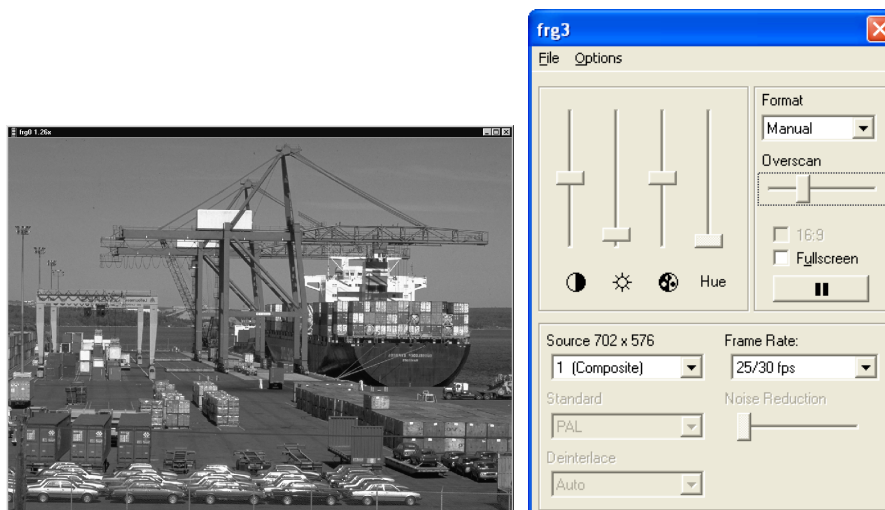 frg0 1.26x
frg3
File Options
Format
Manual
Overscan
16:9
Fullscreen
Hue
Source 702 x 576
Frame Rate:
1 (Composite)
25/30 fps
Standard
Noise Reduction
PAL
Deinterlace
Auto